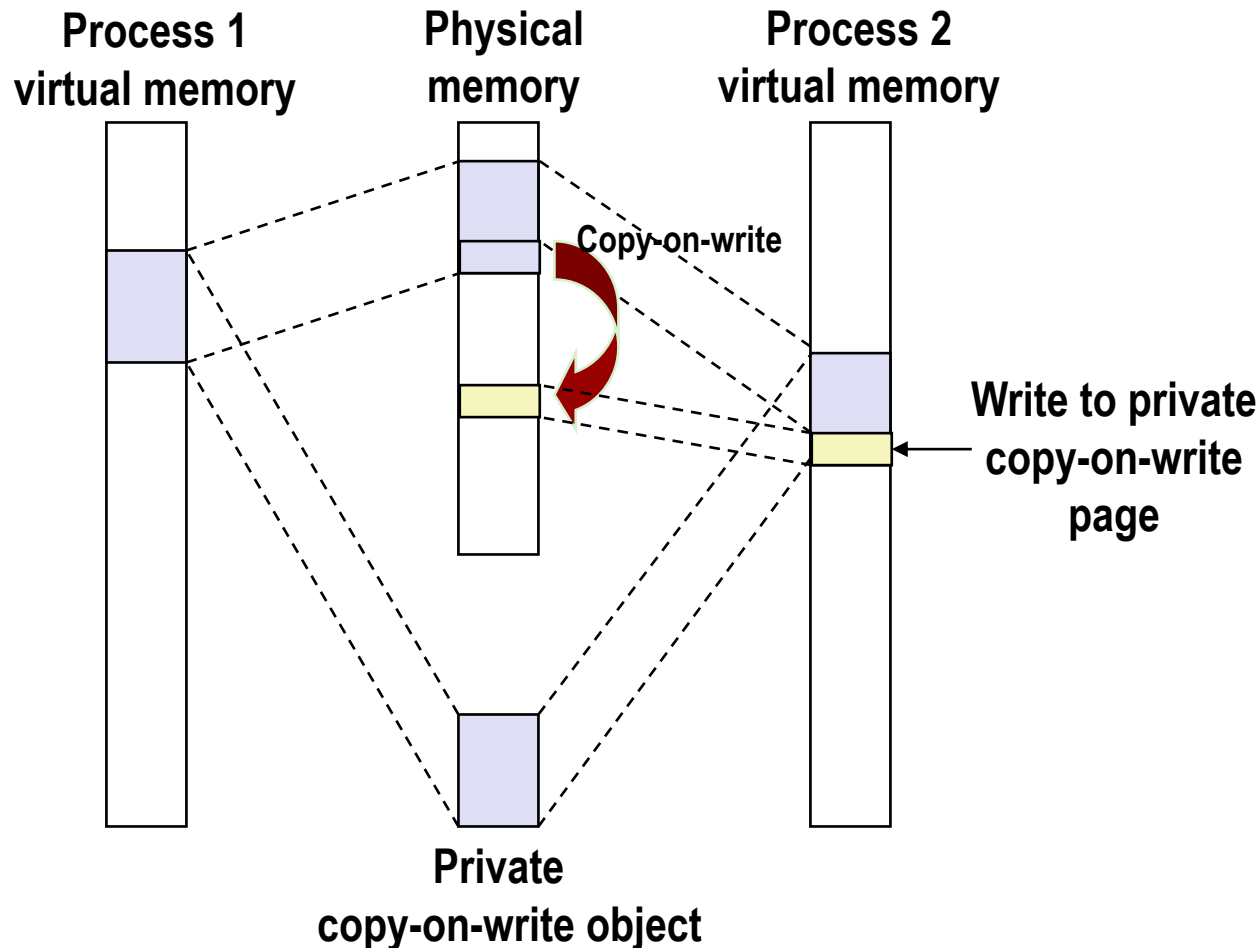 Process 1
virtual memory
Physical
memory
Process 2
virtual memory
Copy-on-write
Write to private
copy-on-write
page
Private
copy-on-write object